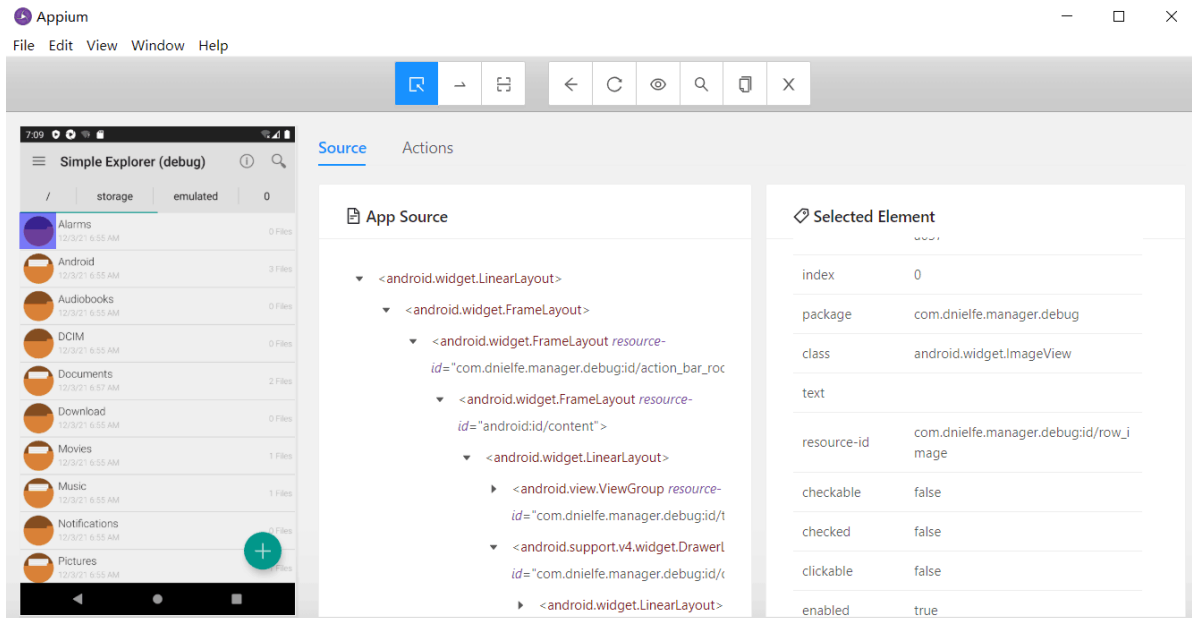 Appium
File Edit View Window Help
7:09
Simple Explorer (debug)
/ storage emulated 0
Alarms
12/3/21 6:55 AM 0 Files
Android
12/3/21 6:55 AM 3 Files
Audiobooks
12/3/21 6:55 AM 0 Files
DCIM
12/3/21 6:55 AM 0 Files
Documents
12/3/21 6:57 AM 2 Files
Download
12/3/21 6:55 AM 0 Files
Movies
12/3/21 6:55 AM 1 Files
Music
12/3/21 6:55 AM 1 Files
Notifications
12/3/21 6:55 AM 0 Files
Pictures
12/3/21 6:55 AM Files
Source Actions
App Source
<android.widget.LinearLayout>
<android.widget.FrameLayout>
<android.widget.FrameLayout resource-
id="com.dnielfe.manager.debug:id/action_bar_roo
<android.widget.FrameLayout resource-
id="android:id/content">
<android.widget.LinearLayout>
<android.view.ViewGroup resource-
id="com.dnielfe.manager.debug:id/t
<android.support.v4.widget.DrawerL
id="com.dnielfe.manager.debug:id/c
<android.widget.LinearLayout>
Selected Element
index 0
package com.dnielfe.manager.debug
class android.widget.ImageView
text
resource-id com.dnielfe.manager.debug:id/row_i
mage
checkable false
checked false
clickable false
enabled true